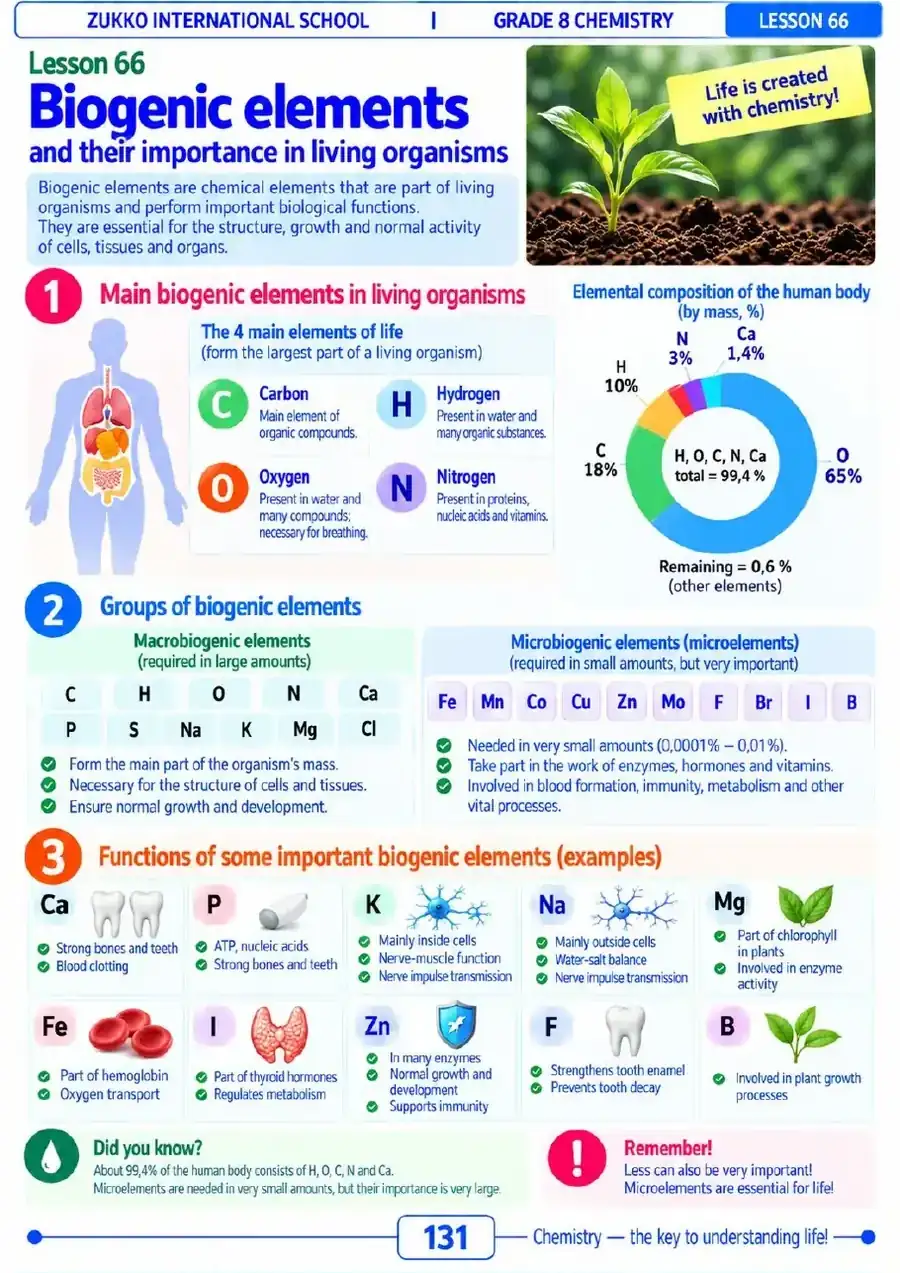 ZUKKO INTERNATIONAL SCHOOL | GRADE 8 CHEMISTRY LESSON 66
Lesson 66
Biogenic elements
and their importance in living organisms
Biogenic elements are chemical elements that are part of living
organisms and perform important biological functions.
They are essential for the structure, growth and normal activity
of cells, tissues and organs.
Life is created
with chemistry!
1 Main biogenic elements in living organisms
The 4 main elements of life
(form the largest part of a living organism)
C Carbon
Main element of
organic compounds.
H Hydrogen
Present in water and
many organic substances.
O Oxygen
Present in water and
many compounds;
necessary for breathing.
N Nitrogen
Present in proteins,
nucleic acids and vitamins.
Elemental composition of the human body
(by mass, %)
N
3%
Ca
1,4%
H
10%
C
18%
H, O, C, N, Ca
total = 99,4 %
O
65%
Remaining = 0,6 %
(other elements)
2 Groups of biogenic elements
Macrobiogenic elements
(required in large amounts)
C H O N Ca
P S Na K Mg Cl
Form the main part of the organism's mass.
Necessary for the structure of cells and tissues.
Ensure normal growth and development.
Microbiogenic elements (microelements)
(required in small amounts, but very important)
Fe Mn Co Cu Zn Mo F Br I B
Needed in very small amounts (0,0001% – 0,01%).
Take part in the work of enzymes, hormones and vitamins.
Involved in blood formation, immunity, metabolism and other
vital processes.
3 Functions of some important biogenic elements (examples)
Ca
Strong bones and teeth
Blood clotting
P
ATP, nucleic acids
Strong bones and teeth
K
Mainly inside cells
Nerve-muscle function
Nerve impulse transmission
Na
Mainly outside cells
Water-salt balance
Nerve impulse transmission
Mg
Part of chlorophyll
in plants
Involved in enzyme
activity
Fe
Part of hemoglobin
Oxygen transport
I
Part of thyroid hormones
Regulates metabolism
Zn
In many enzymes
Normal growth and
development
Supports immunity
F
Strengthens tooth enamel
Prevents tooth decay
B
Involved in plant growth
processes
Did you know?
About 99,4% of the human body consists of H, O, C, N and Ca.
Microelements are needed in very small amounts, but their importance is very large.
! Remember!
Less can also be very important!
Microelements are essential for life!
131
Chemistry — the key to understanding life!